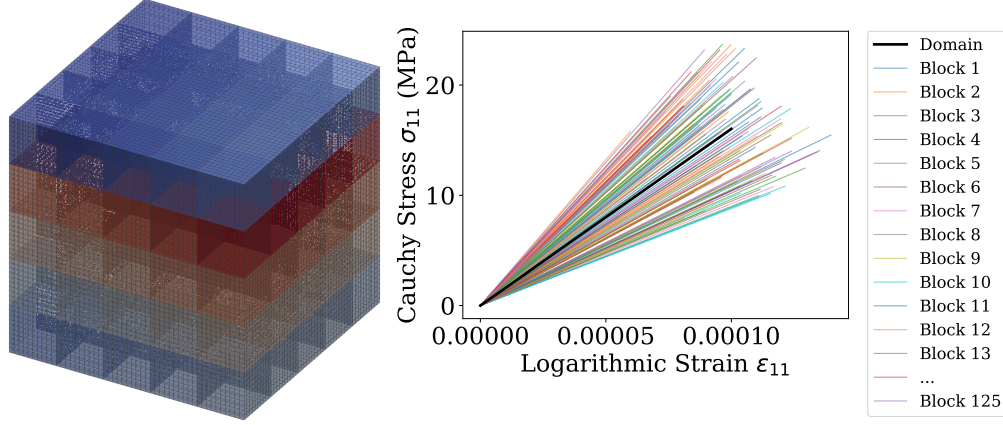 Cauchy Stress σ11 (MPa)
20
10
0
0.00000 0.00005 0.00010
Logarithmic Strain ε11
Domain
Block 1
Block 2
Block 3
Block 4
Block 5
Block 6
Block 7
Block 8
Block 9
Block 10
Block 11
Block 12
Block 13
...
Block 125